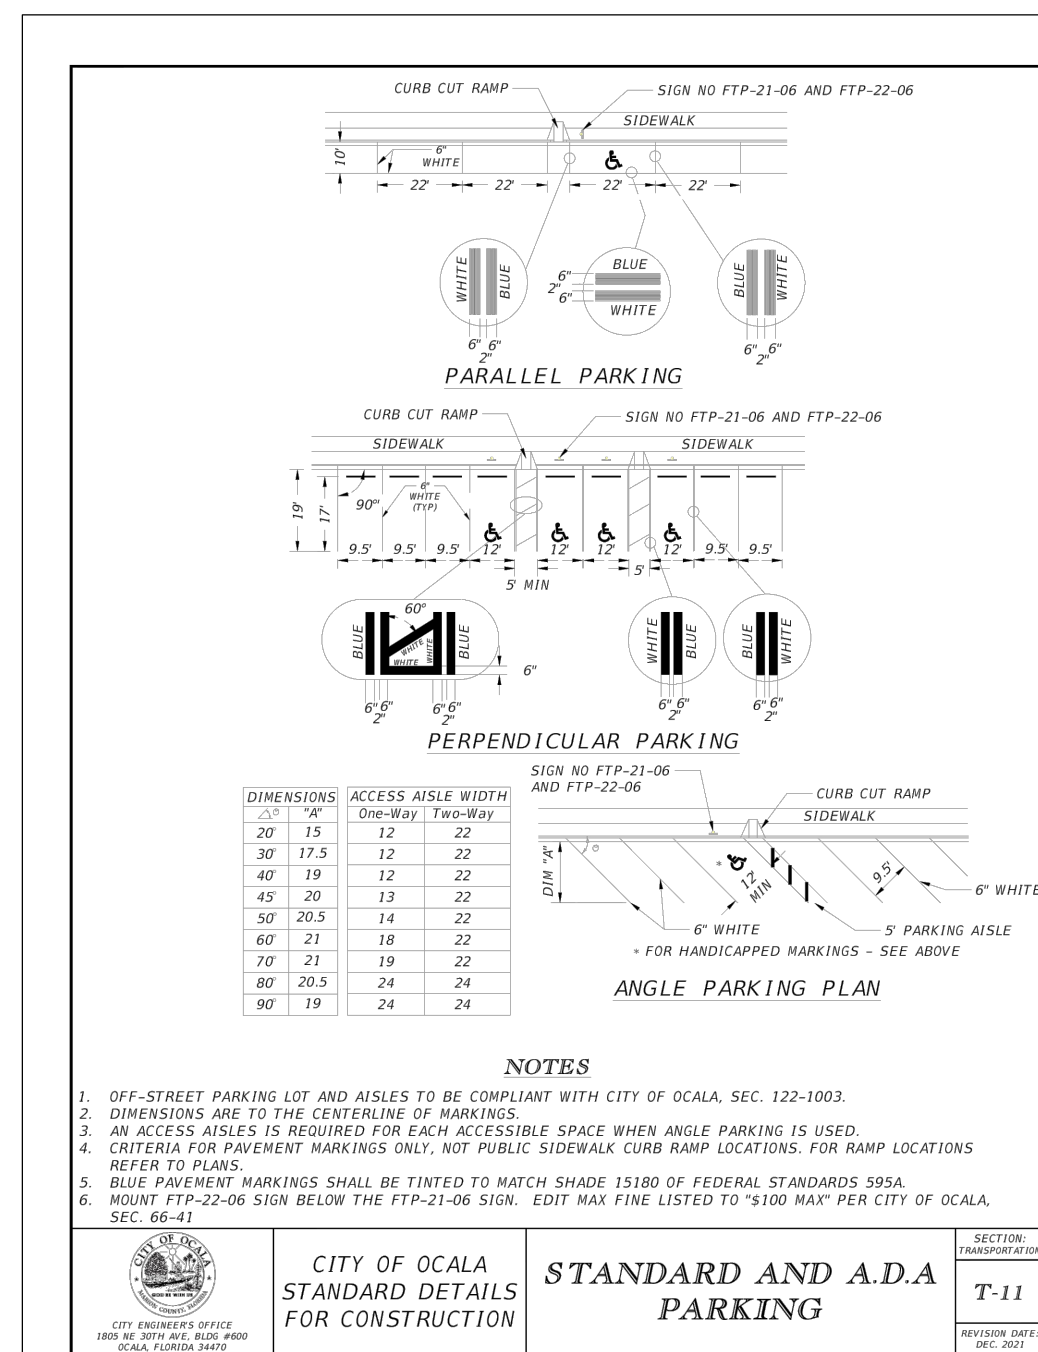 CURB CUT RAMP
SIGN NO FTP-21-06 AND FTP-22-06
SIDEWALK
10'
6"
WHITE
22' 22' 22' 22'
WHITE BLUE
6" 6"
2"
BLUE
6"
2"
6"
WHITE
BLUE WHITE
6" 6"
2"
PARALLEL PARKING
CURB CUT RAMP
SIGN NO FTP-21-06 AND FTP-22-06
SIDEWALK SIDEWALK
19'
17'
90°
6"
WHITE
(TYP)
9.5' 9.5' 9.5' 12' 12' 12' 12' 9.5' 9.5'
5' MIN
5'
60°
BLUE WHITE WHITE WHITE BLUE
6"
6" 6" 6" 6"
2" 2"
WHITE BLUE
6" 6"
2"
BLUE WHITE
6" 6"
2"
PERPENDICULAR PARKING
DIMENSIONS ACCESS AISLE WIDTH
"A" One-Way Two-Way
20° 15 12 22
30° 17.5 12 22
40° 19 12 22
45° 20 13 22
50° 20.5 14 22
60° 21 18 22
70° 21 19 22
80° 20.5 24 24
90° 19 24 24
SIGN NO FTP-21-06
AND FTP-22-06
CURB CUT RAMP
SIDEWALK
DIM "A"
*
12'
MIN
9.5'
6" WHITE
6" WHITE
5' PARKING AISLE
* FOR HANDICAPPED MARKINGS - SEE ABOVE
ANGLE PARKING PLAN
NOTES
1. OFF-STREET PARKING LOT AND AISLES TO BE COMPLIANT WITH CITY OF OCALA, SEC. 122-1003.
2. DIMENSIONS ARE TO THE CENTERLINE OF MARKINGS.
3. AN ACCESS AISLES IS REQUIRED FOR EACH ACCESSIBLE SPACE WHEN ANGLE PARKING IS USED.
4. CRITERIA FOR PAVEMENT MARKINGS ONLY, NOT PUBLIC SIDEWALK CURB RAMP LOCATIONS. FOR RAMP LOCATIONS
REFER TO PLANS.
5. BLUE PAVEMENT MARKINGS SHALL BE TINTED TO MATCH SHADE 15180 OF FEDERAL STANDARDS 595A.
6. MOUNT FTP-22-06 SIGN BELOW THE FTP-21-06 SIGN. EDIT MAX FINE LISTED TO "$100 MAX" PER CITY OF OCALA,
SEC. 66-41
CITY OF OCALA
GOD BE WITH US
MARION COUNTY, FLORIDA
CITY ENGINEER'S OFFICE
1805 NE 30TH AVE, BLDG #600
OCALA, FLORIDA 34470
CITY OF OCALA
STANDARD DETAILS
FOR CONSTRUCTION
STANDARD AND A.D.A
PARKING
SECTION:
TRANSPORTATION
T-11
REVISION DATE:
DEC. 2021